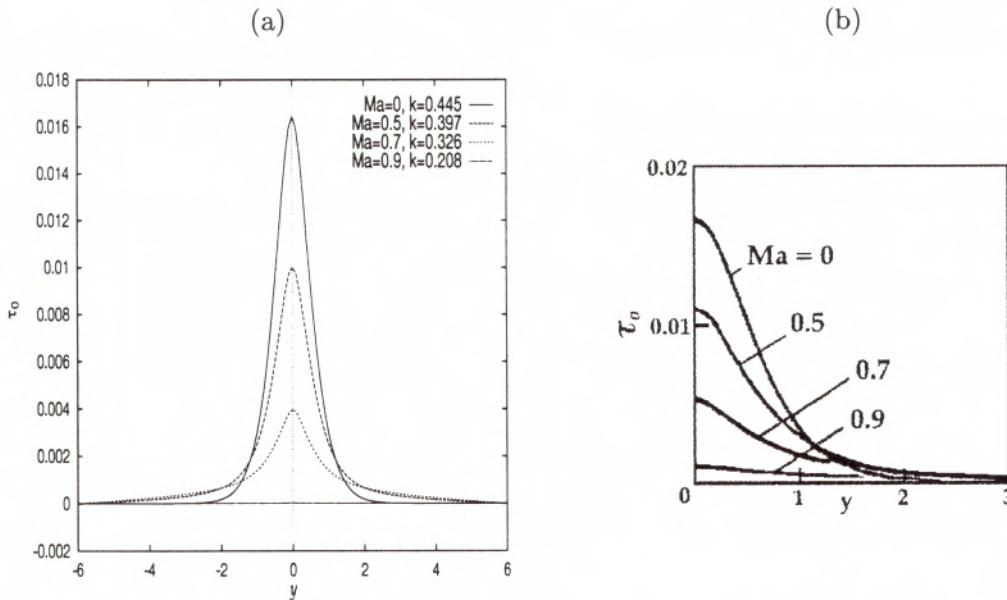 (a)
(b)
0.018
0.016
0.014
0.012
0.01
0.008
0.006
0.004
0.002
0
-0.002
τ₀
Ma=0, k=0.445
Ma=0.5, k=0.397
Ma=0.7, k=0.326
Ma=0.9, k=0.208
-6
-4
-2
0
2
4
6
y
0.02
0.01
0
τ₀
Ma = 0
0.5
0.7
0.9
1
2
3
y